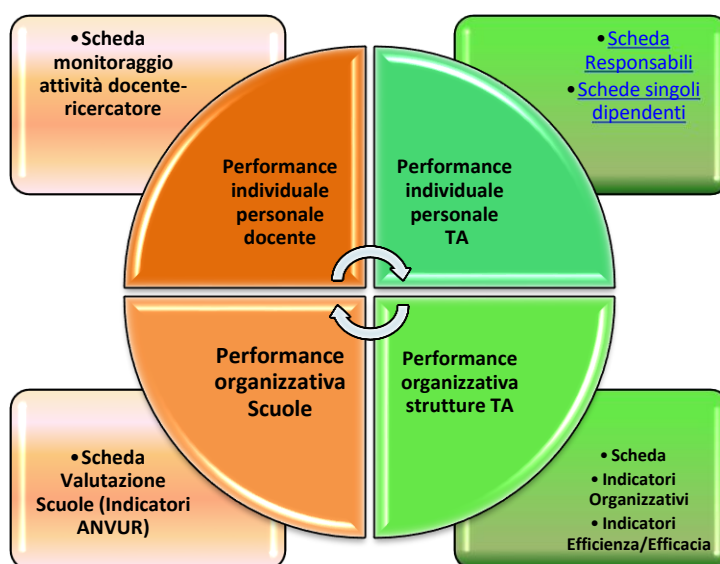 •Scheda
monitoraggio
attività docente-
ricercatore
•Scheda
Responsabili
•Schede singoli
dipendenti
Performance
individuale
personale
docente
Performance
individuale
personale
TA
Performance
organizzativa
Scuole
Performance
organizzativa
strutture TA
•Scheda
Valutazione
Scuole (Indicatori
ANVUR)
• Scheda
• Indicatori
Organizzativi
• Indicatori
Efficienza/Efficacia